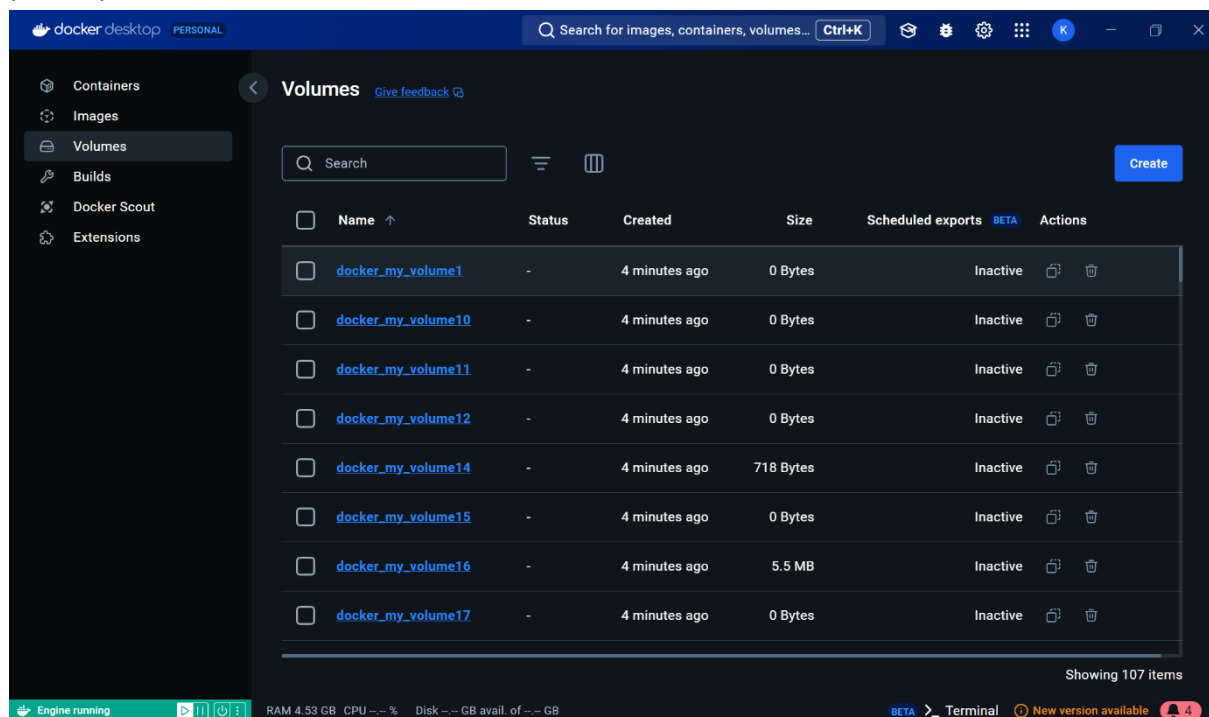 docker desktop PERSONAL
Search for images, containers, volumes... Ctrl+K
K
Containers
Images
Volumes
Builds
Docker Scout
Extensions
Volumes Give feedback
Search
Create
Name Status Created Size Scheduled exports BETA Actions
docker_my_volume1 - 4 minutes ago 0 Bytes Inactive
docker_my_volume10 - 4 minutes ago 0 Bytes Inactive
docker_my_volume11 - 4 minutes ago 0 Bytes Inactive
docker_my_volume12 - 4 minutes ago 0 Bytes Inactive
docker_my_volume14 - 4 minutes ago 718 Bytes Inactive
docker_my_volume15 - 4 minutes ago 0 Bytes Inactive
docker_my_volume16 - 4 minutes ago 5.5 MB Inactive
docker_my_volume17 - 4 minutes ago 0 Bytes Inactive
Showing 107 items
Engine running RAM 4.53 GB CPU --.-- % Disk --.-- GB avail. of --.-- GB BETA >_ Terminal New version available 4